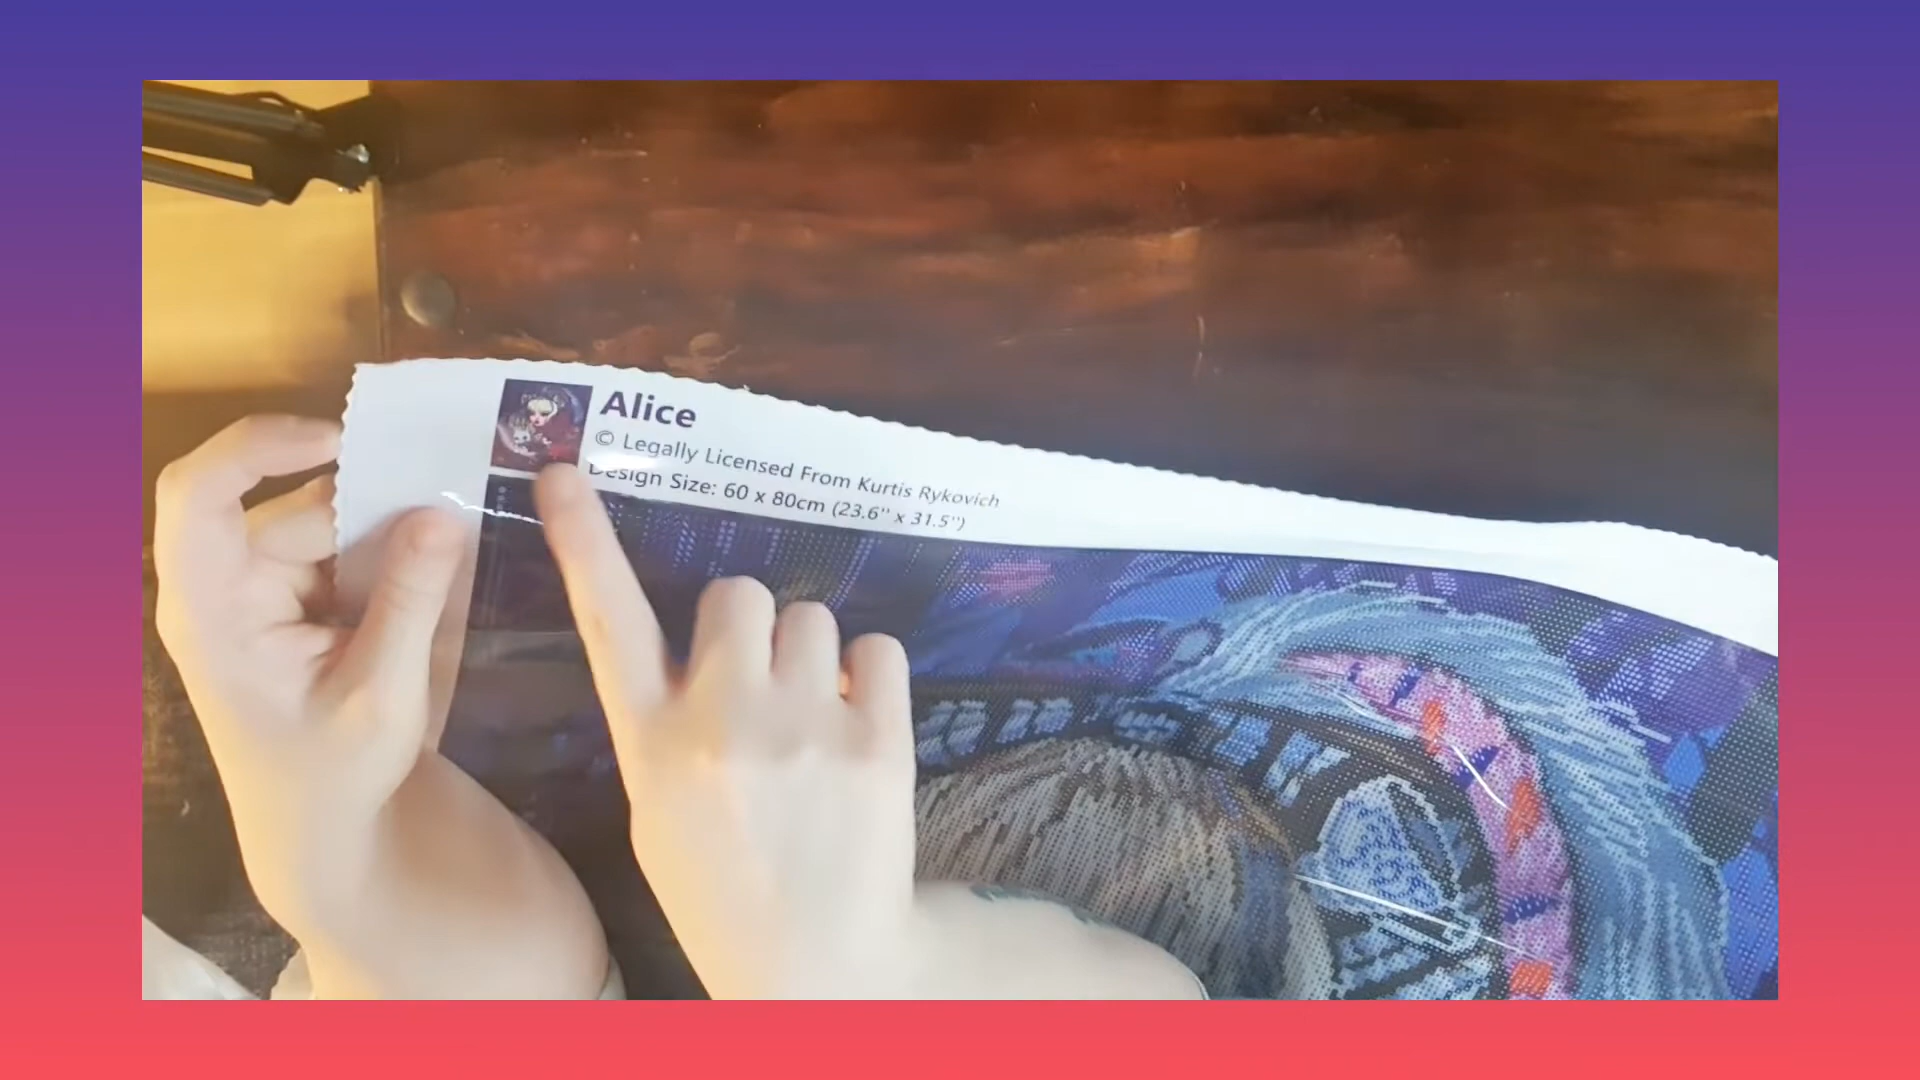 Alice
© Legally Licensed From Kurtis Rykovich
Design Size: 60 x 80cm (23.6" x 31.5")